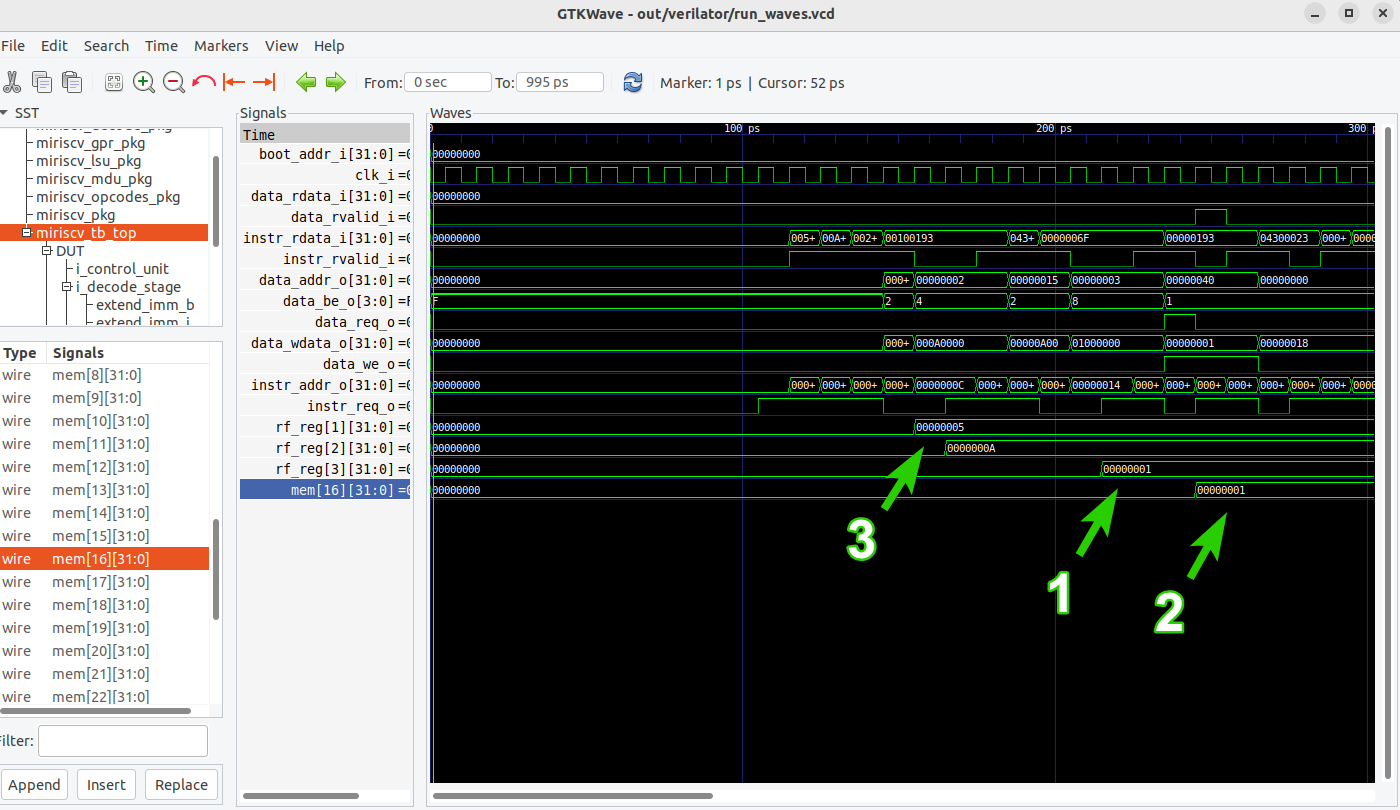 GTKWave - out/verilator/run_waves.vcd
File Edit Search Time Markers View Help
From: 0 sec To: 995 ps Marker: 1 ps | Cursor: 52 ps
SST
miriscv_gpr_pkg
miriscv_lsu_pkg
miriscv_mdu_pkg
miriscv_opcodes_pkg
miriscv_pkg
miriscv_tb_top
DUT
i_control_unit
i_decode_stage
extend_imm_b
extend_imm_i
Type Signals
wire mem[8][31:0]
wire mem[9][31:0]
wire mem[10][31:0]
wire mem[11][31:0]
wire mem[12][31:0]
wire mem[13][31:0]
wire mem[14][31:0]
wire mem[15][31:0]
wire mem[16][31:0]
wire mem[17][31:0]
wire mem[18][31:0]
wire mem[19][31:0]
wire mem[20][31:0]
wire mem[21][31:0]
wire mem[22][31:0]
Filter:
Append Insert Replace
Signals
Time
boot_addr_i[31:0] =0
clk_i =0
data_rdata_i[31:0] =0
data_rvalid_i =0
instr_rdata_i[31:0] =0
instr_rvalid_i =0
data_addr_o[31:0] =0
data_be_o[3:0] =F
data_req_o =0
data_wdata_o[31:0] =0
data_we_o =0
instr_addr_o[31:0] =0
instr_req_o =0
rf_reg[1][31:0] =0
rf_reg[2][31:0] =0
rf_reg[3][31:0] =0
mem[16][31:0] =0
Waves
0 100 ps 200 ps 300 p
00000000
00000000
00000000 005+ 00A+ 002+ 00100193 043+ 0000006F 00000193 04300023 000+ 0000
00000000 000+ 00000002 00000015 00000003 00000040 00000000
F 2 4 2 8 1
00000000 000+ 000A0000 00000A00 01000000 00000001 00000018
00000000 000+ 000+ 000+ 000+ 0000000C 000+ 000+ 000+ 00000014 000+ 000+ 000+ 000+ 000+ 000+ 000+ 0000
00000000 00000005
00000000 0000000A
00000000 00000001
00000000 00000001
3
1
2